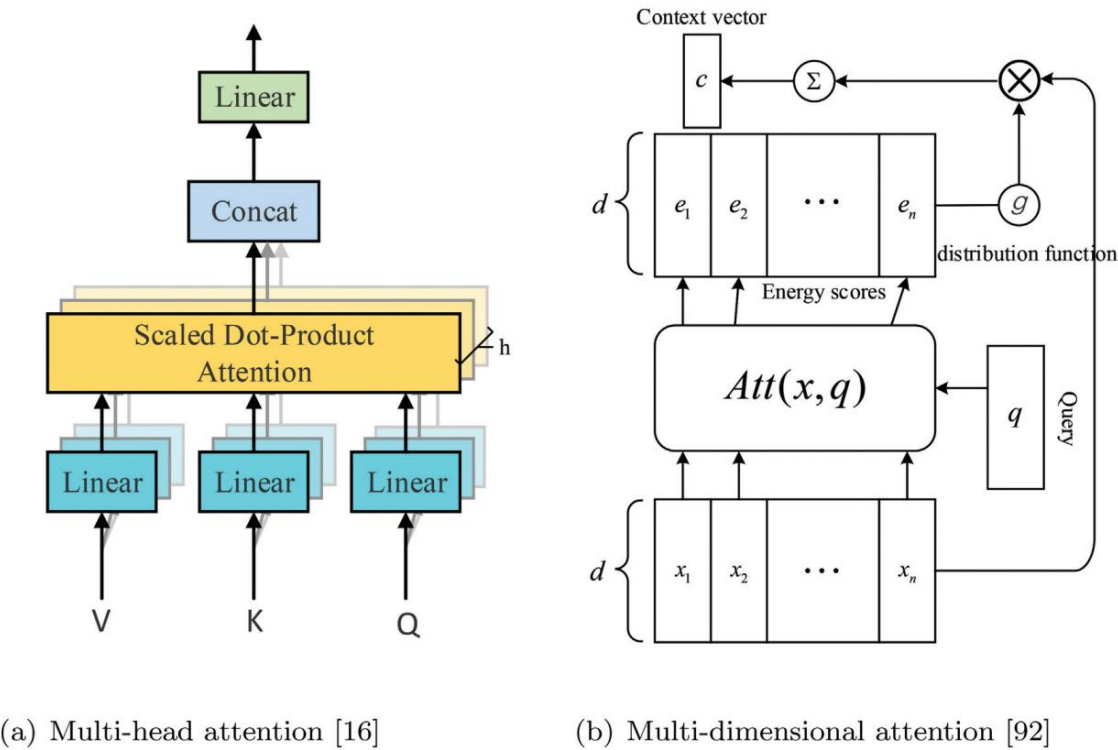 Linear
Concat
Scaled Dot-Product
Attention
h
Linear
Linear
Linear
V
K
Q
(a) Multi-head attention [16]
Context vector
c
Σ
d
e1
e2
...
en
g
distribution function
Energy scores
Att(x,q)
q
Query
d
x1
x2
...
xn
(b) Multi-dimensional attention [92]